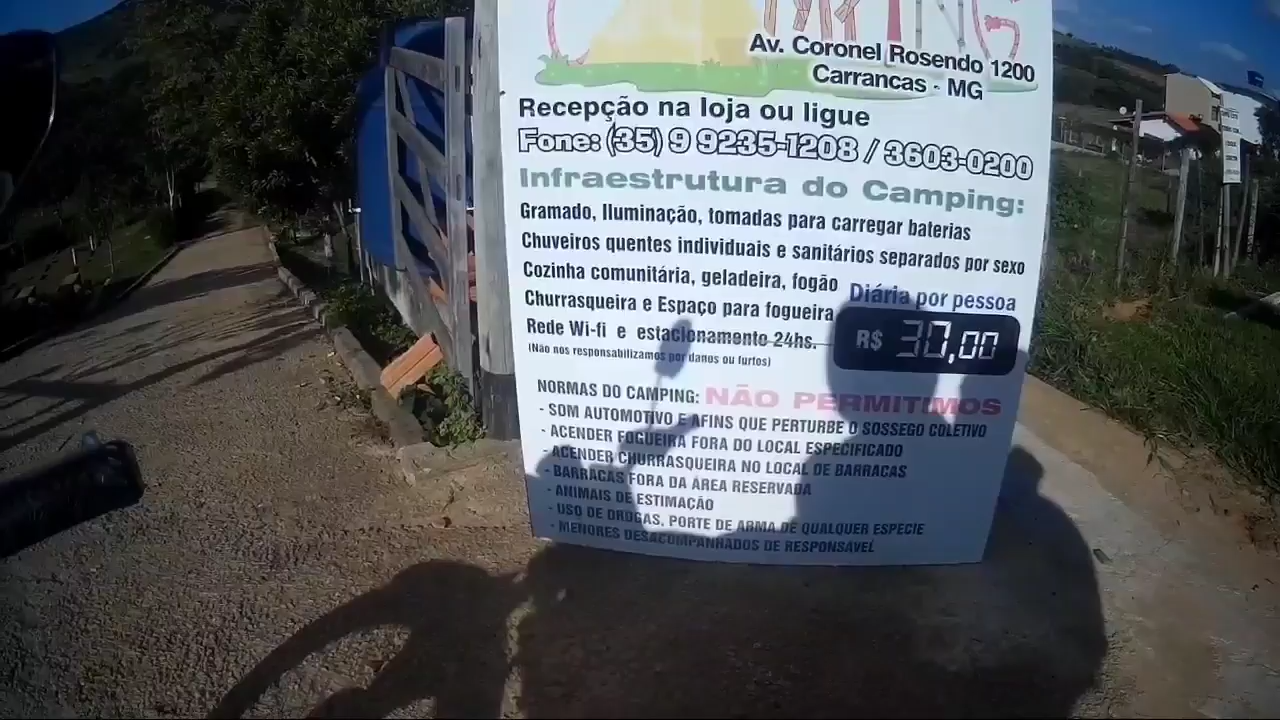 Av. Coronel Rosendo 1200
Carrancas - MG
Recepção na loja ou ligue
Fone: (35) 9 9235-1208 / 3603-0200
Infraestrutura do Camping:
Gramado, Iluminação, tomadas para carregar baterias
Chuveiros quentes individuais e sanitários separados por sexo
Cozinha comunitária, geladeira, fogão
Churrasqueira e Espaço para fogueira
Rede Wi-fi e estacionamento 24hs.
(Não nos responsabilizamos por danos ou furtos)
Diária por pessoa
R$ 30,00
NORMAS DO CAMPING: NÃO PERMITIMOS
- SOM AUTOMOTIVO E AFINS QUE PERTURBE O SOSSEGO COLETIVO
- ACENDER FOGUEIRA FORA DO LOCAL ESPECIFICADO
- ACENDER CHURRASQUEIRA NO LOCAL DE BARRACAS
- BARRACAS FORA DA ÁREA RESERVADA
- ANIMAIS DE ESTIMAÇÃO
- USO DE DROGAS, PORTE DE ARMA DE QUALQUER ESPÉCIE
- MENORES DESACOMPANHADOS DE RESPONSÁVEL